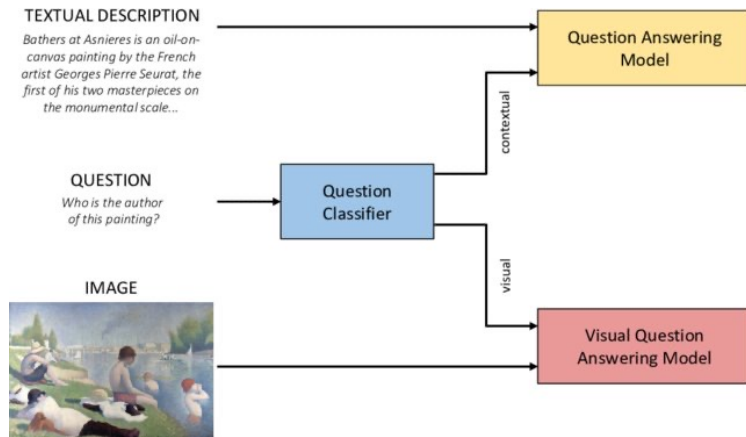 TEXTUAL DESCRIPTION
Bathers at Asnieres is an oil-on-
canvas painting by the French
artist Georges Pierre Seurat, the
first of his two masterpieces on
the monumental scale...
Question Answering
Model
contextual
QUESTION
Who is the author
of this painting?
Question
Classifier
visual
IMAGE
Visual Question
Answering Model